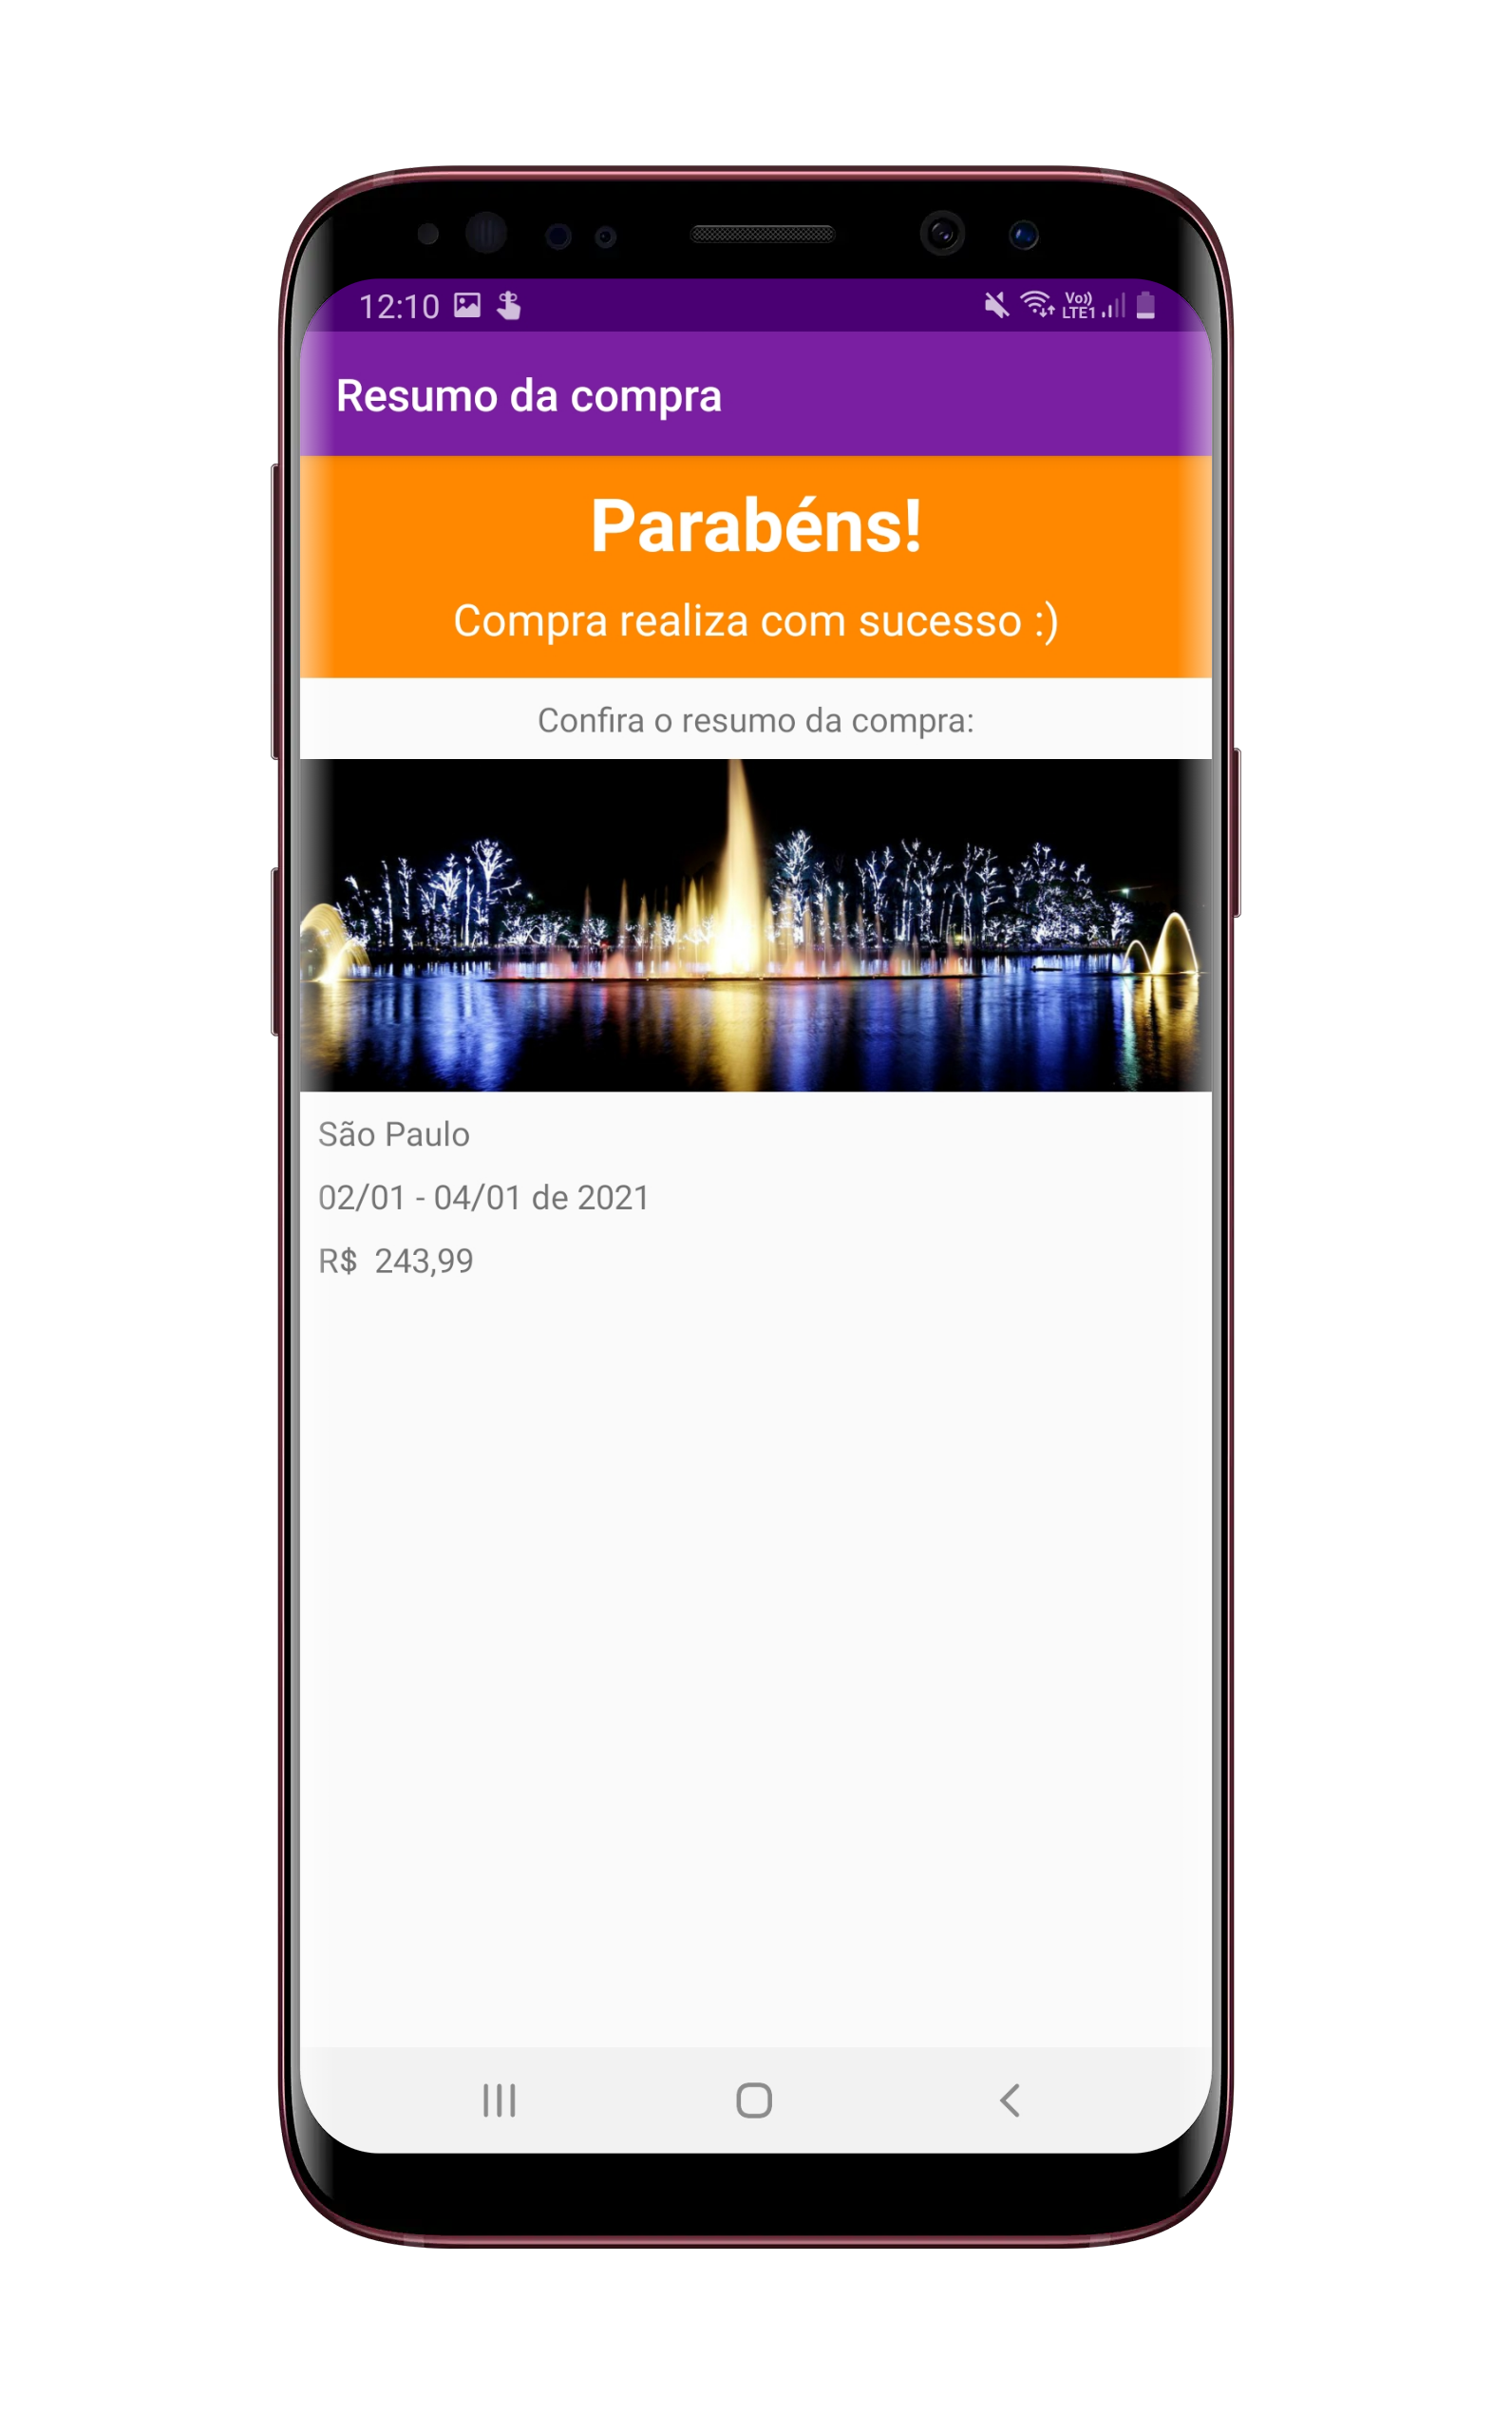 12:10 Vo)) LTE1
Resumo da compra
Parabéns!
Compra realiza com sucesso :)
Confira o resumo da compra:
São Paulo
02/01 - 04/01 de 2021
R$ 243,99